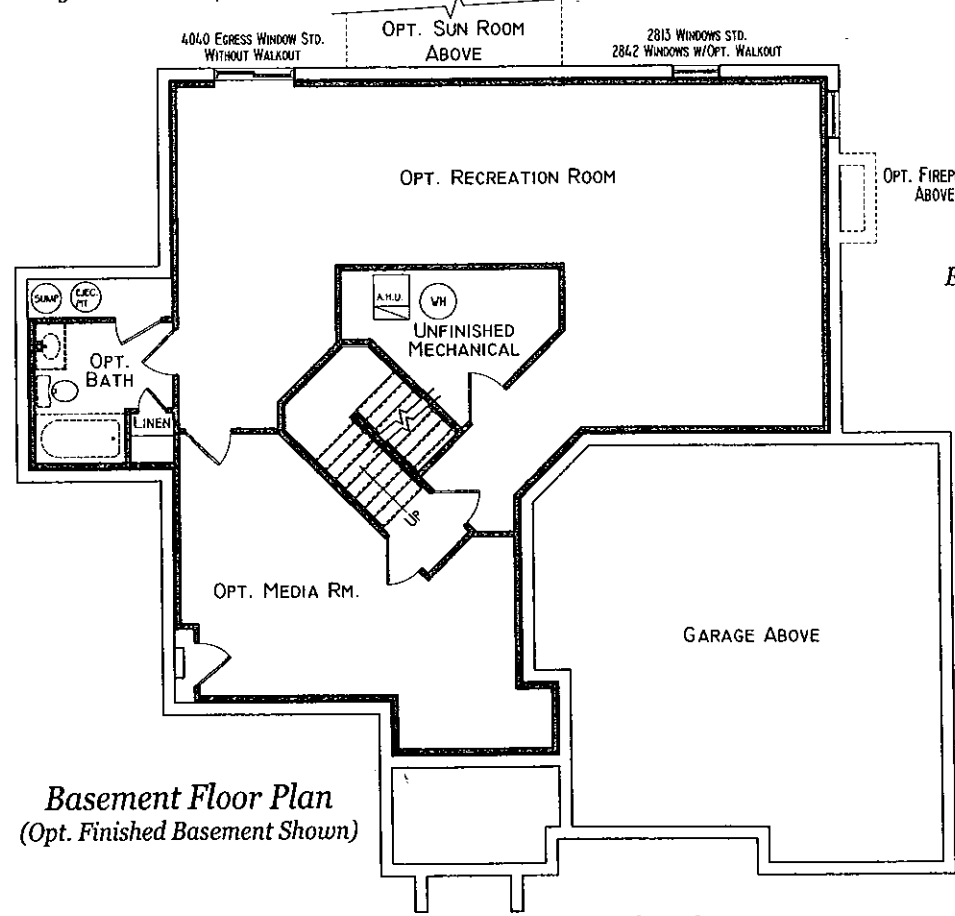 OPT. SUN ROOM
ABOVE
4040 EGRESS WINDOW STD.
WITHOUT WALKOUT
2813 WINDOWS STD.
2842 WINDOWS W/OPT. WALKOUT
OPT. RECREATION ROOM
OPT. FIREP
ABOVE
E
SUMP
EJEC.
PIT
A.H.U.
WH
UNFINISHED
MECHANICAL
OPT.
BATH
LINEN
UP
OPT. MEDIA RM.
GARAGE ABOVE
Basement Floor Plan
(Opt. Finished Basement Shown)